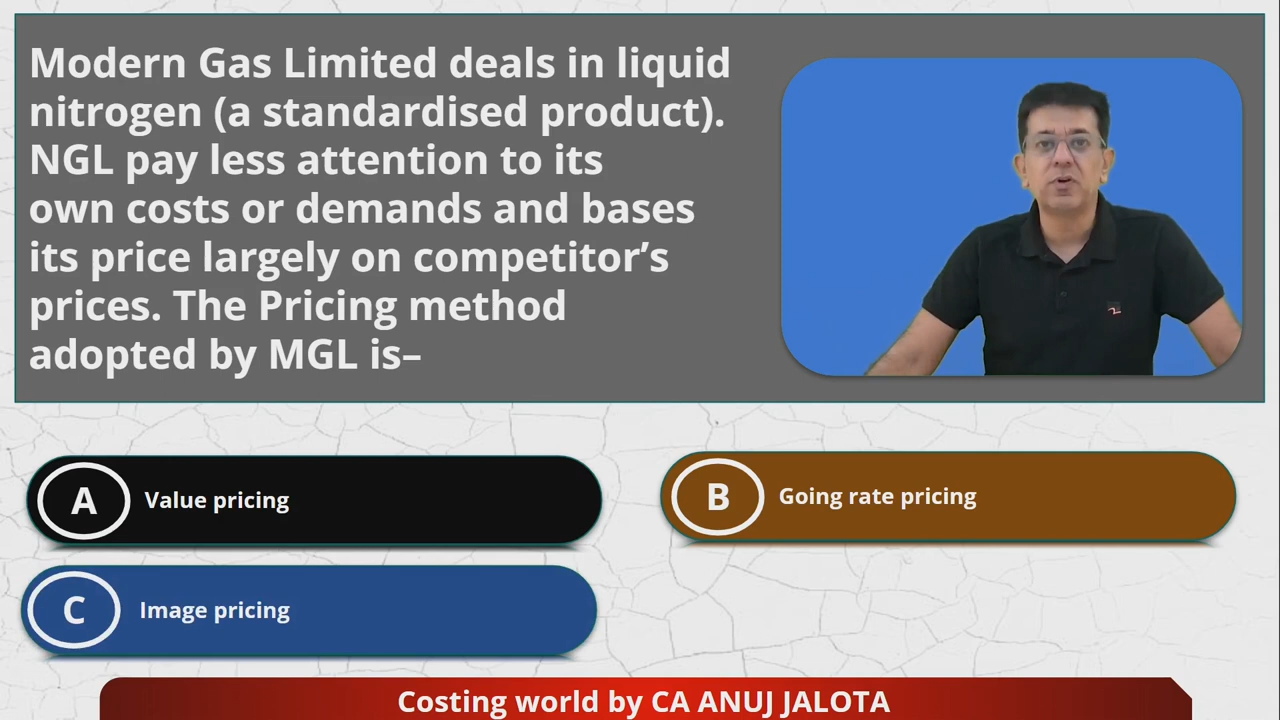 Modern Gas Limited deals in liquid
nitrogen (a standardised product).
NGL pay less attention to its
own costs or demands and bases
its price largely on competitor’s
prices. The Pricing method
adopted by MGL is–
A Value pricing
B Going rate pricing
C Image pricing
Costing world by CA ANUJ JALOTA